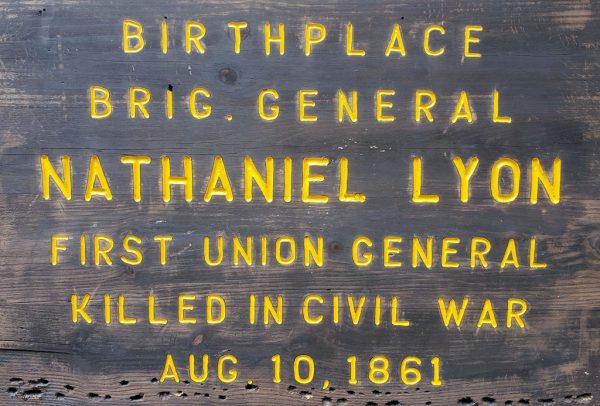 BIRTHPLACE
BRIG. GENERAL
NATHANIEL LYON
FIRST UNION GENERAL
KILLED IN CIVIL WAR
AUG. 10, 1861